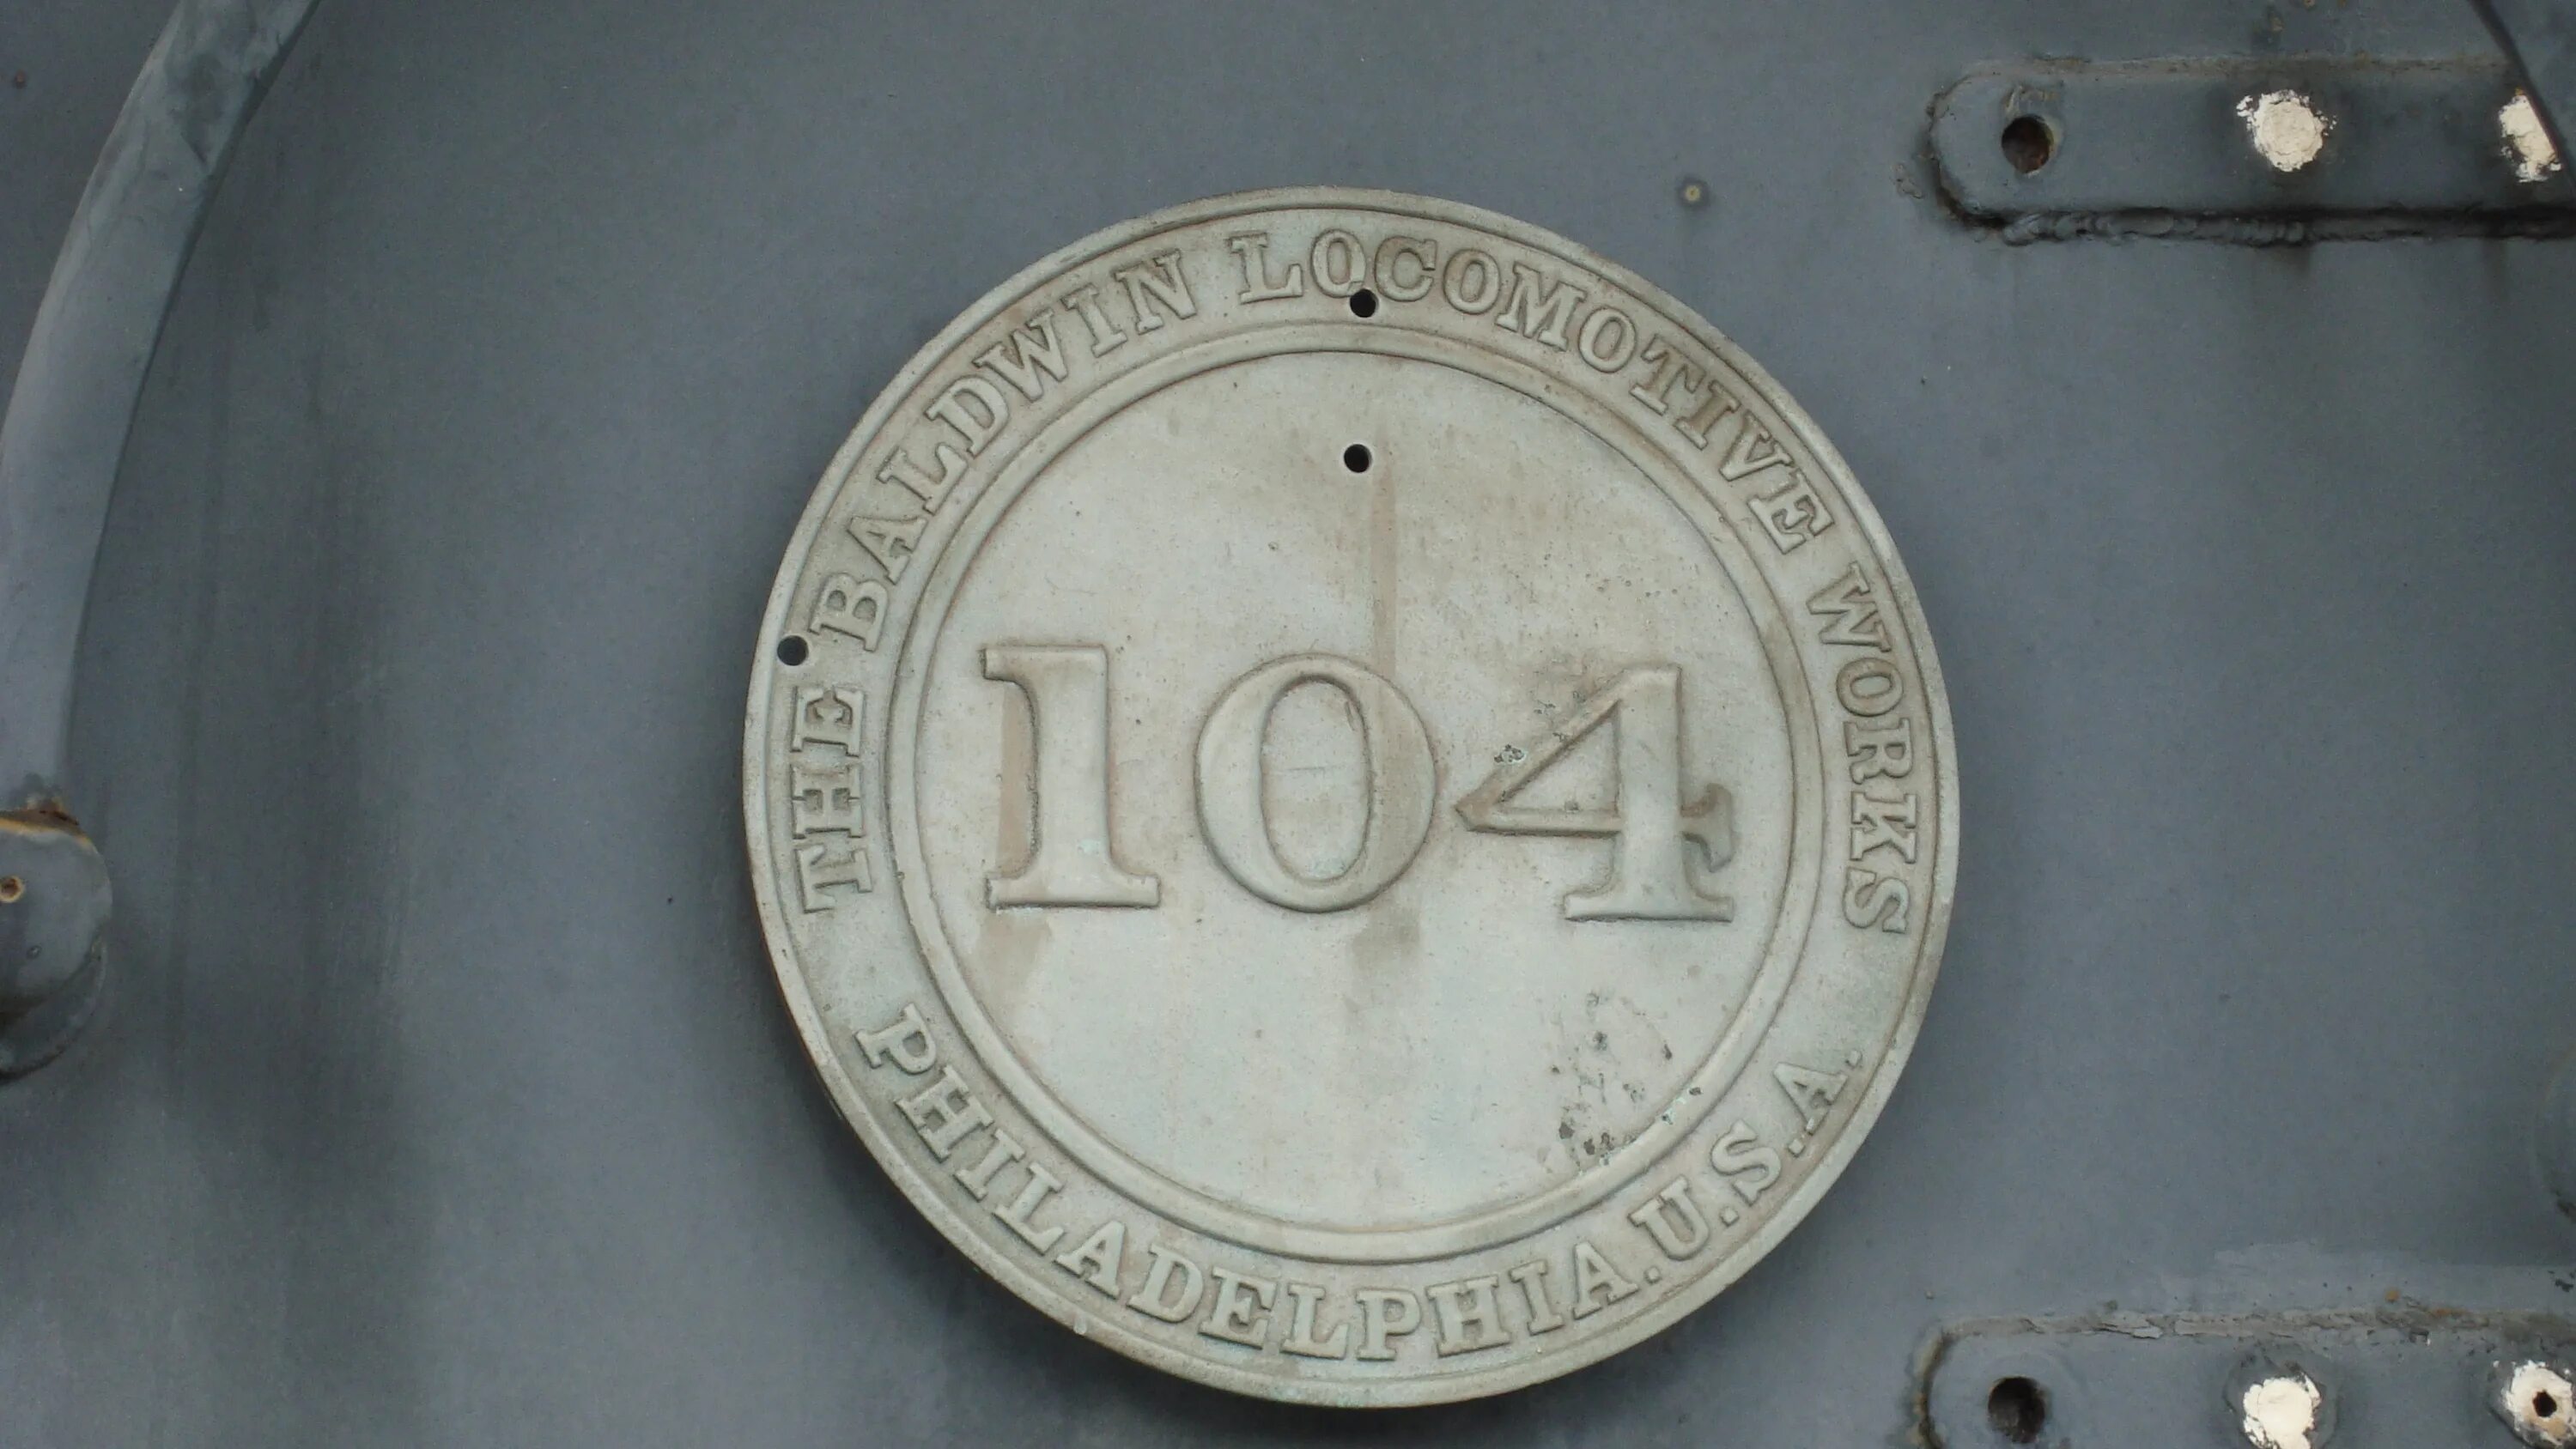 THE BALDWIN LOCOMOTIVE WORKS
104
PHILADELPHIA. U.S.A.